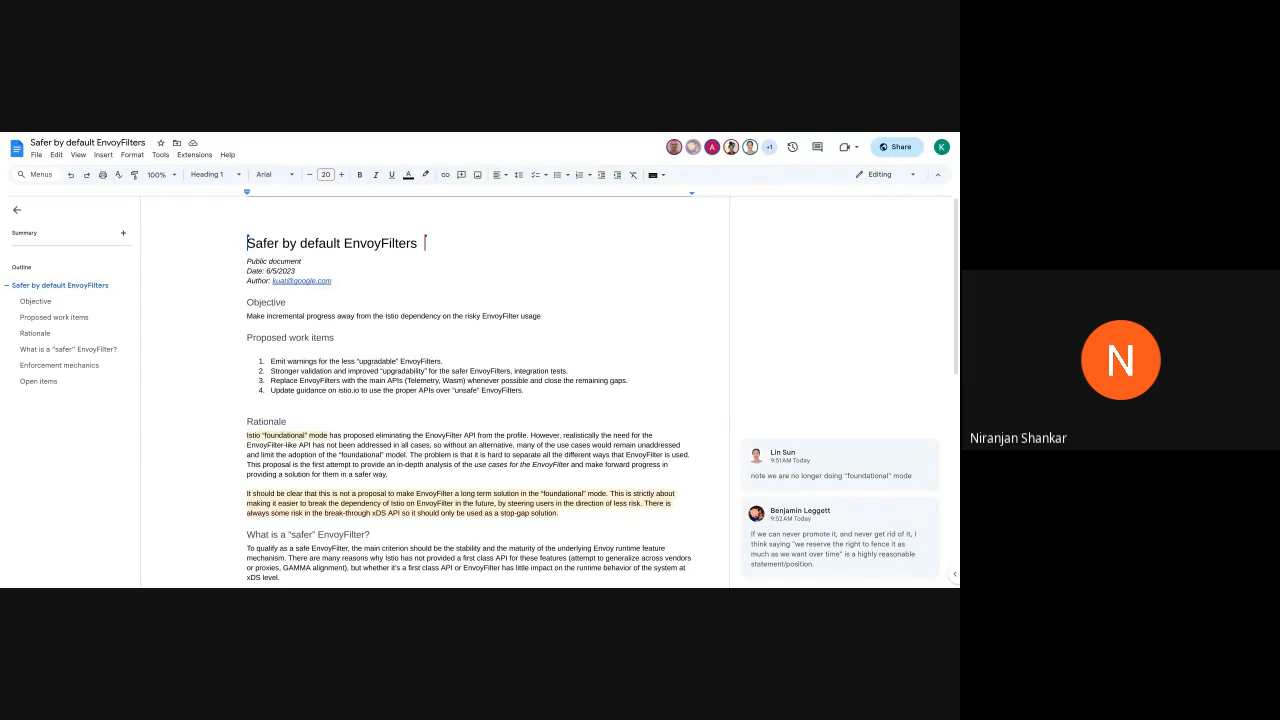 Safer by default EnvoyFilters
File Edit View Insert Format Tools Extensions Help
A
+1
Share
K
Menus
100%
Heading 1
Arial
20
B I U A
Editing
Summary
Outline
Safer by default EnvoyFilters
Objective
Proposed work items
Rationale
What is a “safer” EnvoyFilter?
Enforcement mechanics
Open items
Safer by default EnvoyFilters
Public document
Date: 6/5/2023
Author: kuat@google.com
Objective
Make incremental progress away from the Istio dependency on the risky EnvoyFilter usage
Proposed work items
1. Emit warnings for the less “upgradable” EnvoyFilters.
2. Stronger validation and improved “upgradability” for the safer EnvoyFilters, integration tests.
3. Replace EnvoyFilters with the main APIs (Telemetry, Wasm) whenever possible and close the remaining gaps.
4. Update guidance on istio.io to use the proper APIs over “unsafe” EnvoyFilters.
Rationale
Istio “foundational” mode has proposed eliminating the EnovyFilter API from the profile. However, realistically the need for the
EnvoyFilter-like API has not been addressed in all cases, so without an alternative, many of the use cases would remain unaddressed
and limit the adoption of the “foundational” model. The problem is that it is hard to separate all the different ways that EnvoyFilter is used.
This proposal is the first attempt to provide an in-depth analysis of the use cases for the EnvoyFilter and make forward progress in
providing a solution for them in a safer way.
It should be clear that this is not a proposal to make EnvoyFilter a long term solution in the “foundational” mode. This is strictly about
making it easier to break the dependency of Istio on EnvoyFilter in the future, by steering users in the direction of less risk. There is
always some risk in the break-through xDS API so it should only be used as a stop-gap solution.
What is a “safer” EnvoyFilter?
To qualify as a safe EnvoyFilter, the main criterion should be the stability and the maturity of the underlying Envoy runtime feature
mechanism. There are many reasons why Istio has not provided a first class API for these features (attempt to generalize across vendors
or proxies, GAMMA alignment), but whether it's a first class API or EnvoyFilter has little impact on the runtime behavior of the system at
xDS level.
Lin Sun
9:51 AM Today
note we are no longer doing "foundational" mode
Benjamin Leggett
9:52 AM Today
If we can never promote it, and never get rid of it, I
think saying "we reserve the right to fence it as
much as we want over time" is a highly reasonable
statement/position.
N
Niranjan Shankar